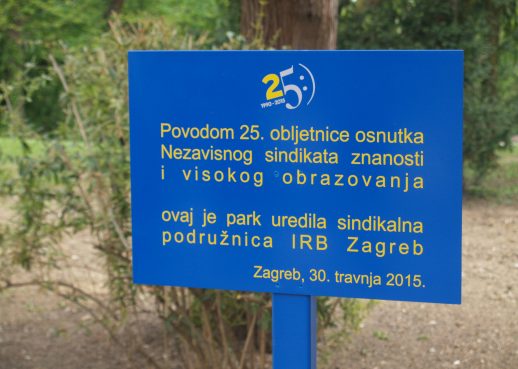 25
1990-2015
Povodom 25. obljetnice osnutka
Nezavisnog sindikata znanosti
i visokog obrazovanja
ovaj je park uredila sindikalna
podružnica IRB Zagreb
Zagreb, 30. travnja 2015.